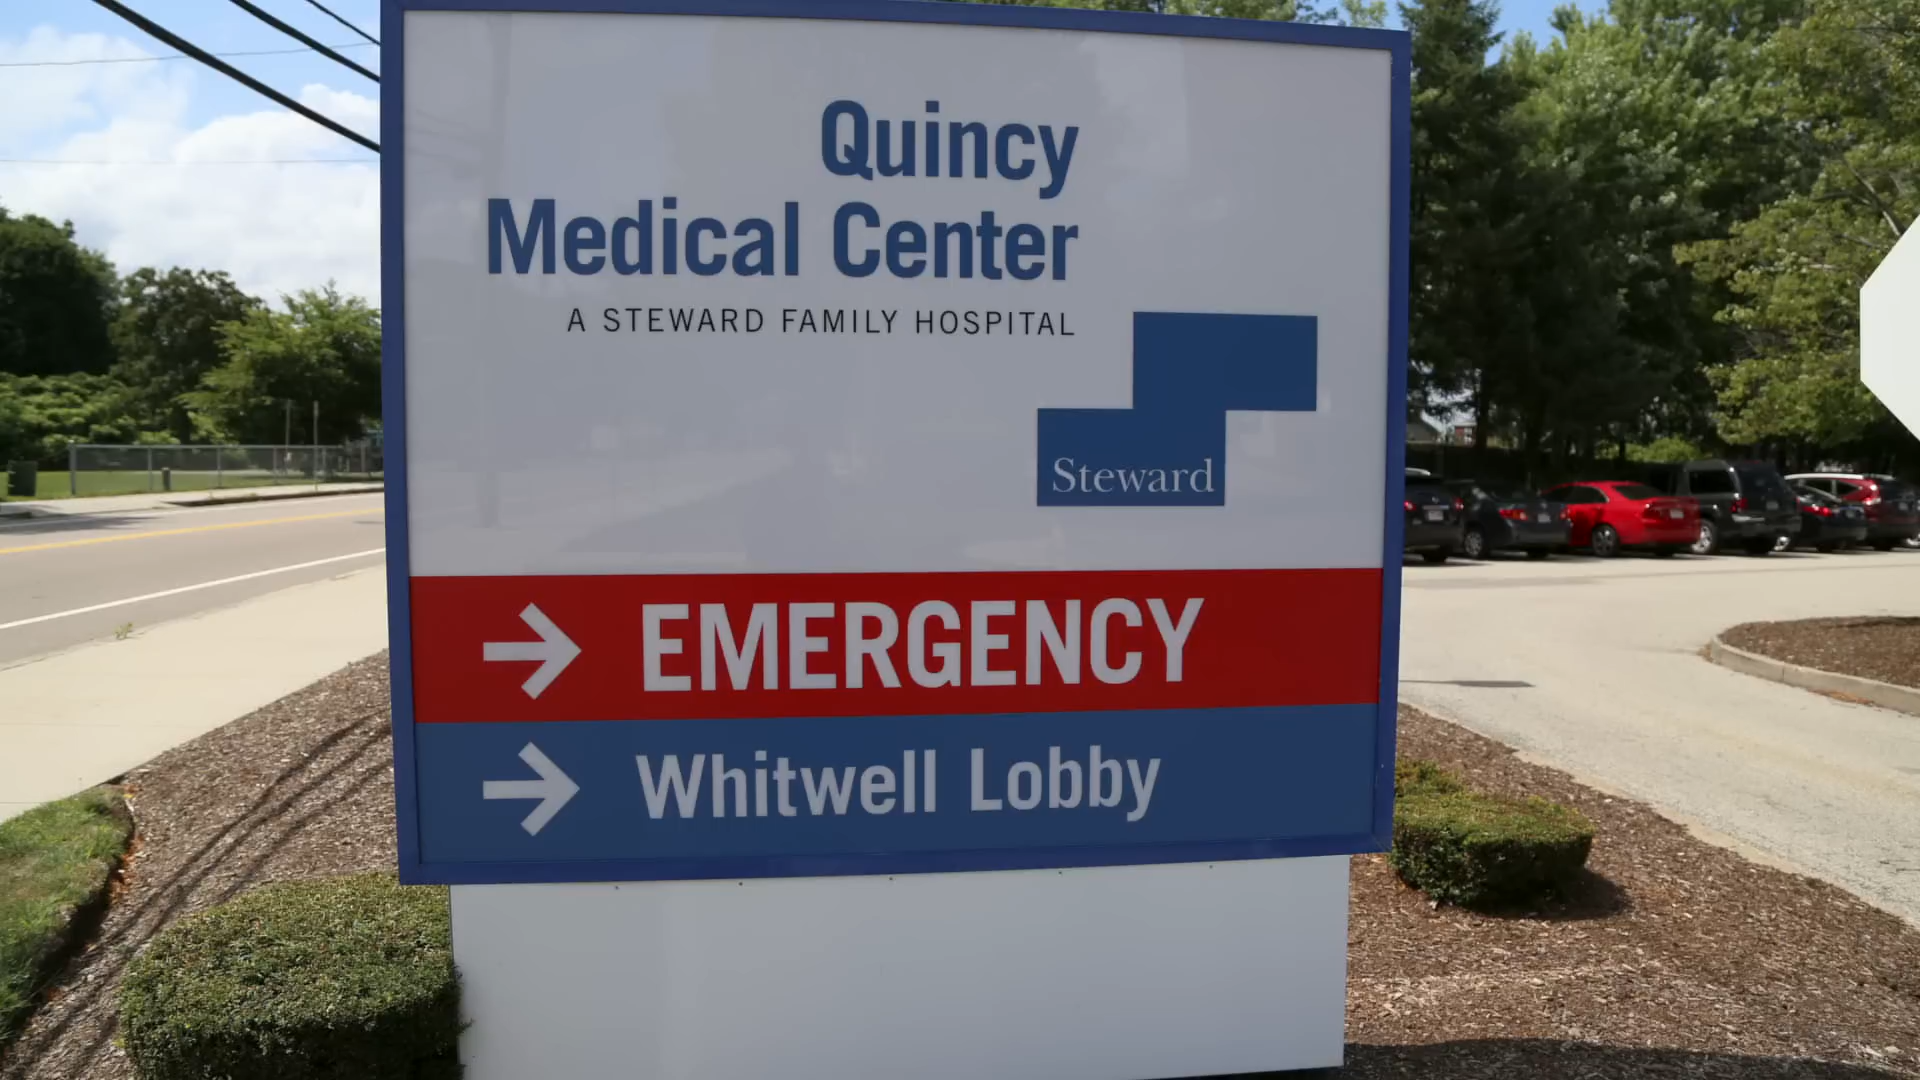 Quincy
Medical Center
A STEWARD FAMILY HOSPITAL
Steward
→ EMERGENCY
→ Whitwell Lobby